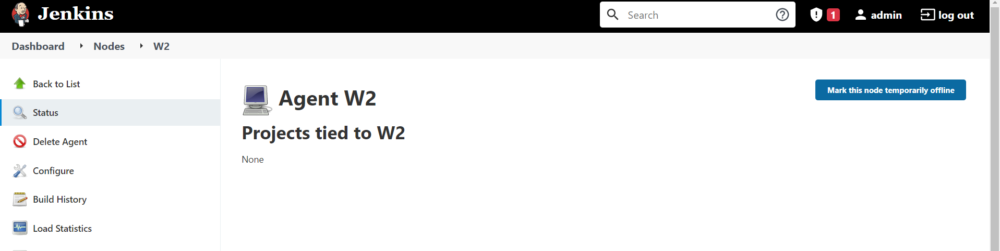 Jenkins
Search
1
admin
log out
Dashboard
Nodes
W2
Back to List
Status
Delete Agent
Configure
Build History
Load Statistics
Agent W2
Mark this node temporarily offline
Projects tied to W2
None